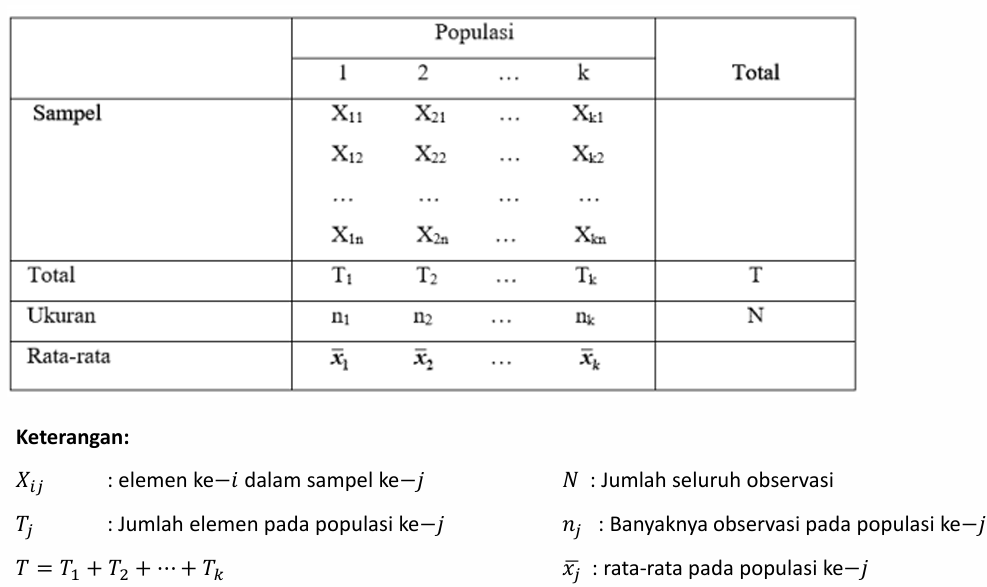 Populasi
1 2 ... k Total
Sampel X₁₁ X₂₁ ... Xₖ₁
X₁₂ X₂₂ ... Xₖ₂
... ... ... ...
X₁ₙ X₂ₙ ... Xₖₙ
Total T₁ T₂ ... Tₖ T
Ukuran n₁ n₂ ... nₖ N
Rata-rata x̄₁ x̄₂ ... x̄ₖ
Keterangan:
Xᵢⱼ : elemen ke−i dalam sampel ke−j N : Jumlah seluruh observasi
Tⱼ : Jumlah elemen pada populasi ke−j nⱼ : Banyaknya observasi pada populasi ke−j
T = T₁ + T₂ + ⋯ + Tₖ x̄ⱼ : rata-rata pada populasi ke−j